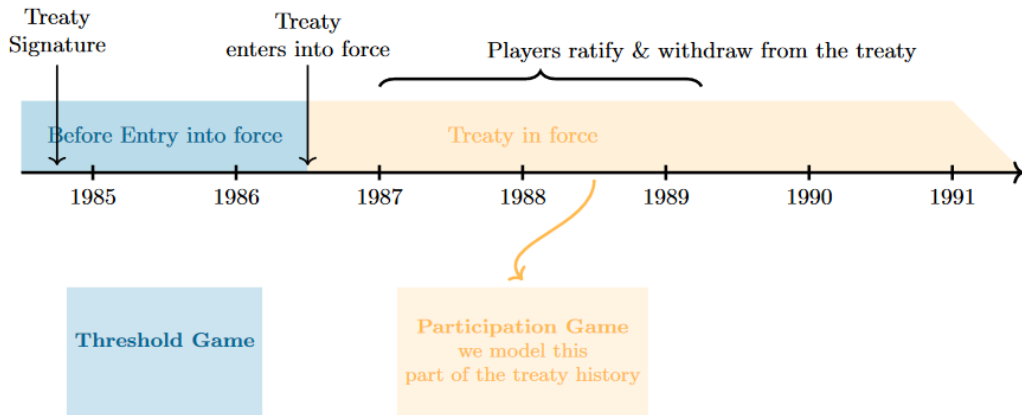 Treaty
Signature
Treaty
enters into force
Players ratify & withdraw from the treaty
Before Entry into force
Treaty in force
1985
1986
1987
1988
1989
1990
1991
Threshold Game
Participation Game
we model this
part of the treaty history